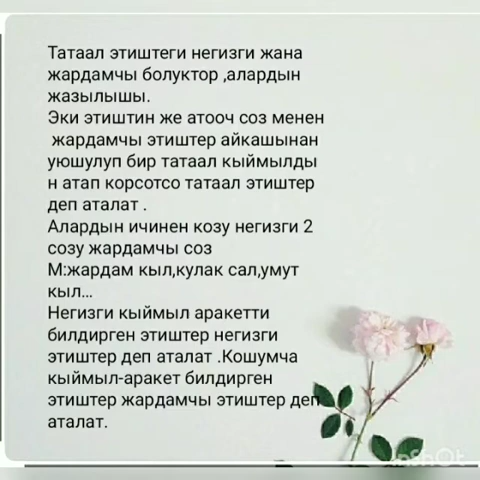 Татаал этиштеги негизги жана
жардамчы болуктор ,алардын
жазылышы.
Эки этиштин же атооч соз менен
жардамчы этиштер айкашынан
уюшулуп бир татаал кыймылды
н атап корсотсо татаал этиштер
деп аталат .
Алардын ичинен козу негизги 2
созу жардамчы соз
М:жардам кыл,кулак сал,умут
кыл...
Негизги кыймыл аракетти
билдирген этиштер негизги
этиштер деп аталат .Кошумча
кыймыл-аракет билдирген
этиштер жардамчы этиштер деп
аталат.
InShOt